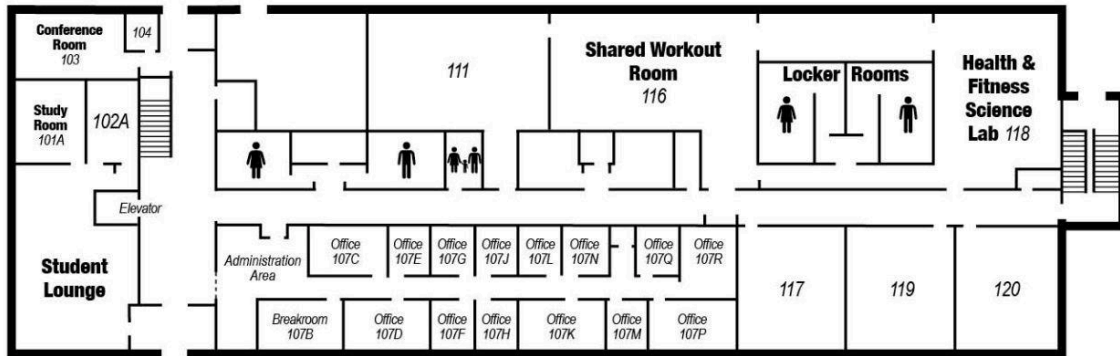 Conference
Room
103
104
Study
Room
101A
102A
Elevator
Student
Lounge
111
Shared Workout
Room
116
Locker Rooms
Health &
Fitness
Science
Lab 118
Administration
Area
Office
107C
Office
107E
Office
107G
Office
107J
Office
107L
Office
107N
Office
107Q
Office
107R
Breakroom
107B
Office
107D
Office
107F
Office
107H
Office
107K
Office
107M
Office
107P
117
119
120